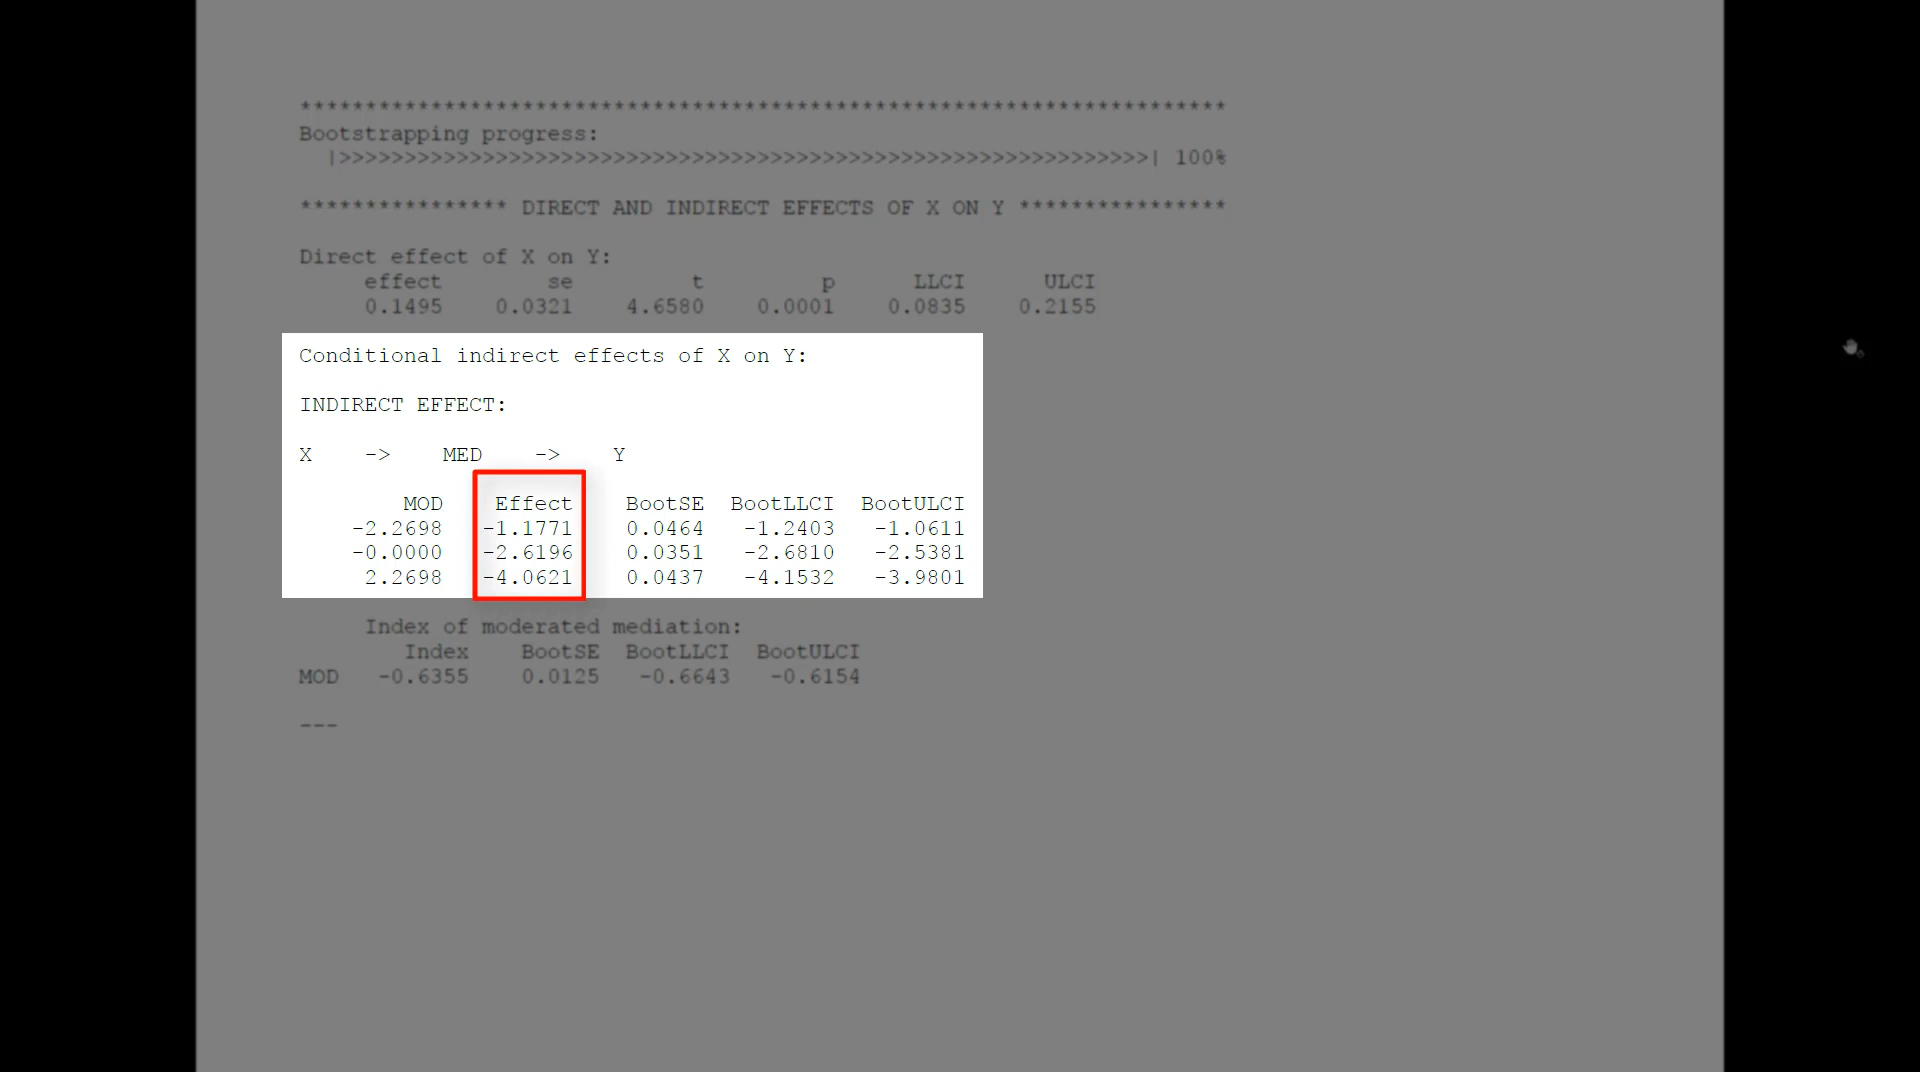 ************************************************************************
Bootstrapping progress:
|>>>>>>>>>>>>>>>>>>>>>>>>>>>>>>>>>>>>>>>>>>>>>>>>>>>>>>>>>>>>>>| 100%
**************** DIRECT AND INDIRECT EFFECTS OF X ON Y ****************
Direct effect of X on Y:
effect se t p LLCI ULCI
0.1495 0.0321 4.6580 0.0001 0.0835 0.2155
Conditional indirect effects of X on Y:
INDIRECT EFFECT:
X -> MED -> Y
MOD Effect BootSE BootLLCI BootULCI
-2.2698 -1.1771 0.0464 -1.2403 -1.0611
-0.0000 -2.6196 0.0351 -2.6810 -2.5381
2.2698 -4.0621 0.0437 -4.1532 -3.9801
Index of moderated mediation:
Index BootSE BootLLCI BootULCI
MOD -0.6355 0.0125 -0.6643 -0.6154
---